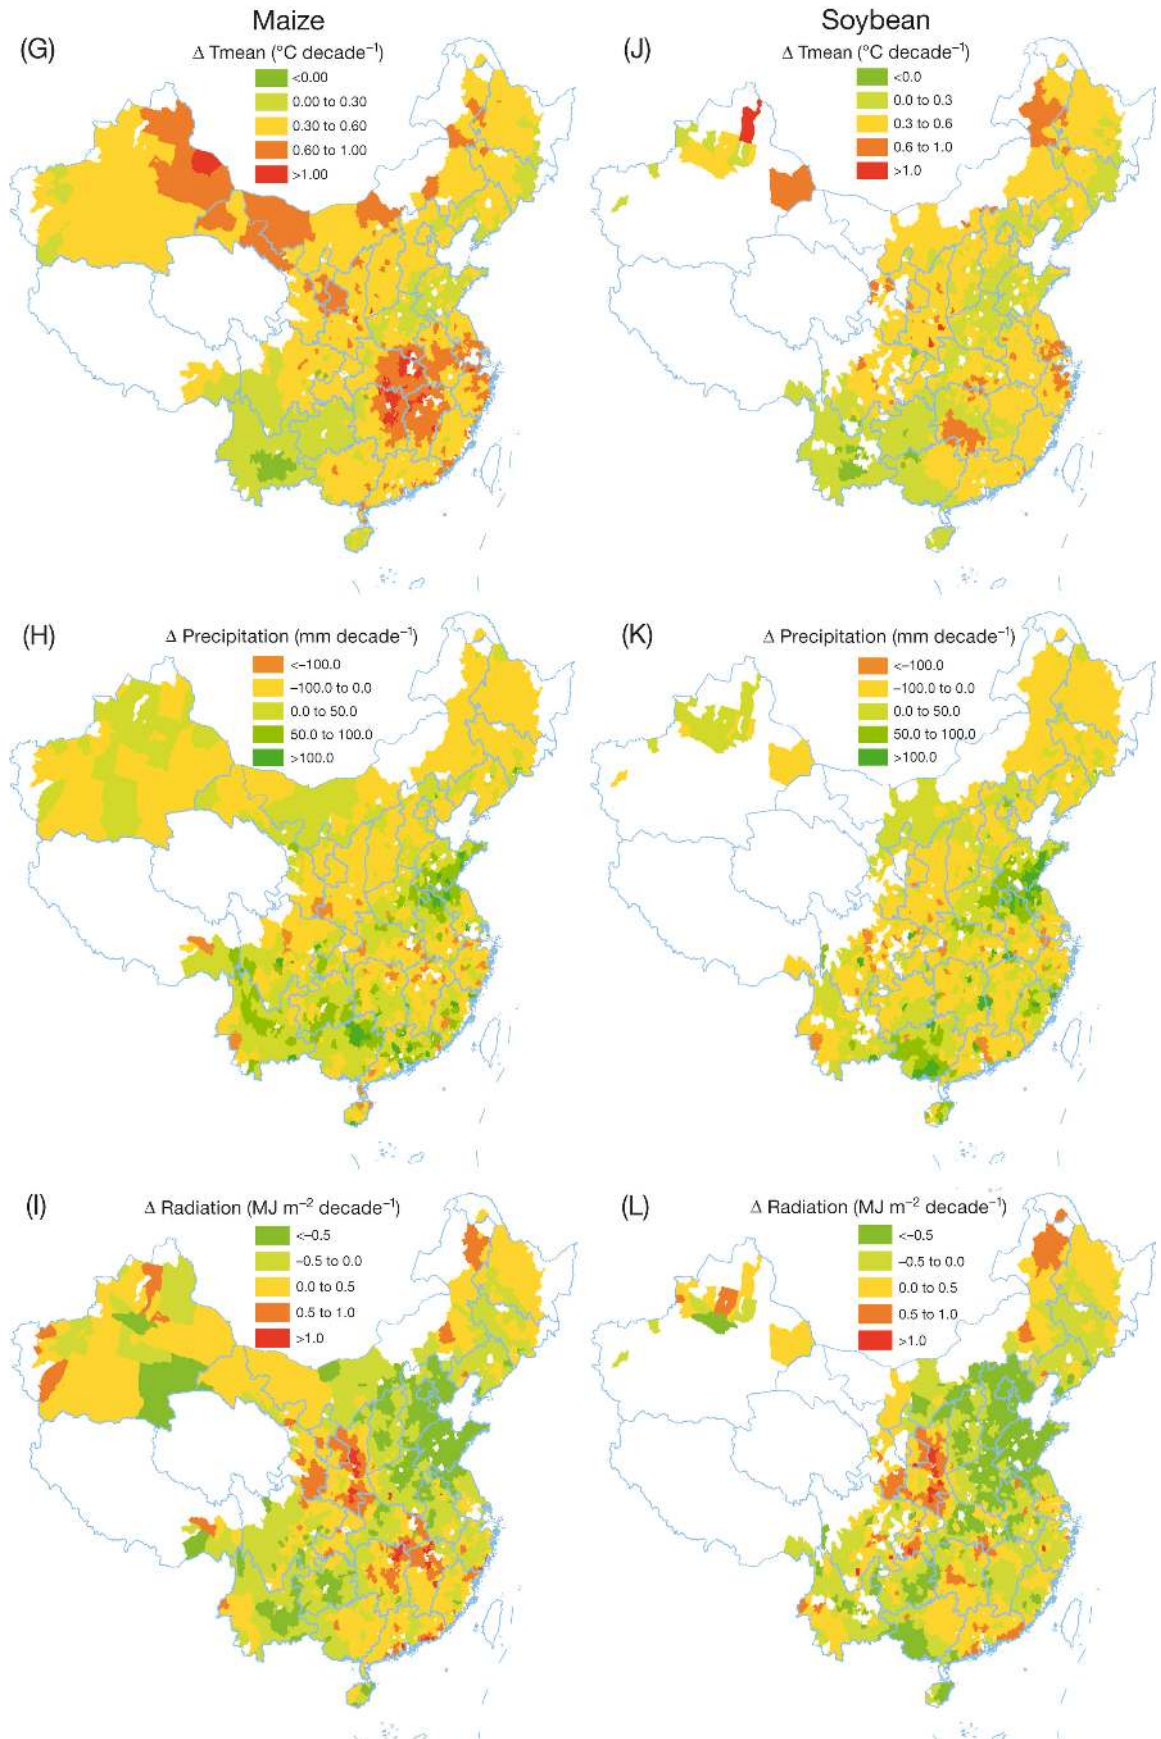 Maize
Soybean
(G)
Δ Tmean (°C decade⁻¹)
<0.00
0.00 to 0.30
0.30 to 0.60
0.60 to 1.00
>1.00
(J)
Δ Tmean (°C decade⁻¹)
<0.0
0.0 to 0.3
0.3 to 0.6
0.6 to 1.0
>1.0
(H)
Δ Precipitation (mm decade⁻¹)
<–100.0
–100.0 to 0.0
0.0 to 50.0
50.0 to 100.0
>100.0
(K)
Δ Precipitation (mm decade⁻¹)
<–100.0
–100.0 to 0.0
0.0 to 50.0
50.0 to 100.0
>100.0
(I)
Δ Radiation (MJ m⁻² decade⁻¹)
<–0.5
–0.5 to 0.0
0.0 to 0.5
0.5 to 1.0
>1.0
(L)
Δ Radiation (MJ m⁻² decade⁻¹)
<–0.5
–0.5 to 0.0
0.0 to 0.5
0.5 to 1.0
>1.0